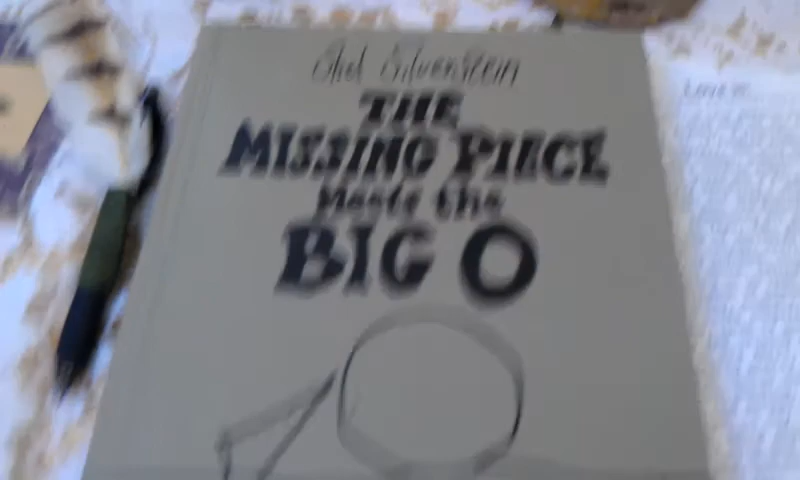 Shel Silverstein
THE
MISSING PIECE
Meets the
BIG O